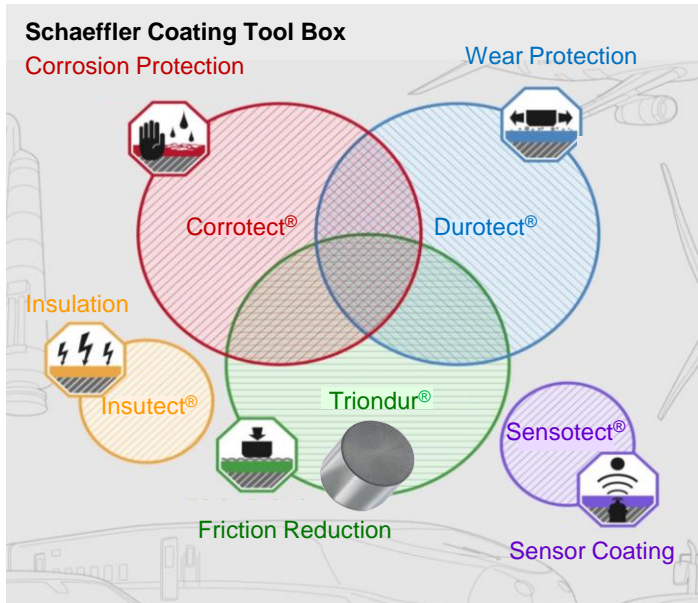 Schaeffler Coating Tool Box
Corrosion Protection
Wear Protection
Corrotect®
Durotect®
Insulation
Insutect®
Triondur®
Sensotect®
Friction Reduction
Sensor Coating